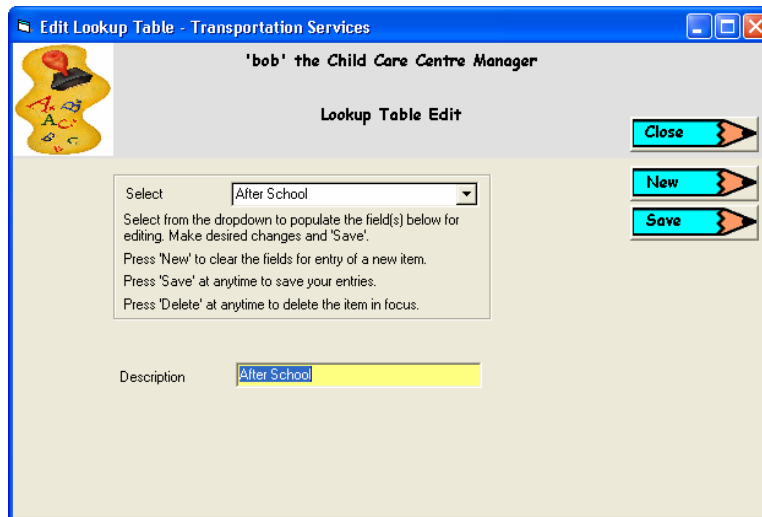 Edit Lookup Table - Transportation Services
'bob' the Child Care Centre Manager
Lookup Table Edit
Close
New
Save
Select After School
Select from the dropdown to populate the field(s) below for
editing. Make desired changes and 'Save'.
Press 'New' to clear the fields for entry of a new item.
Press 'Save' at anytime to save your entries.
Press 'Delete' at anytime to delete the item in focus.
Description After School